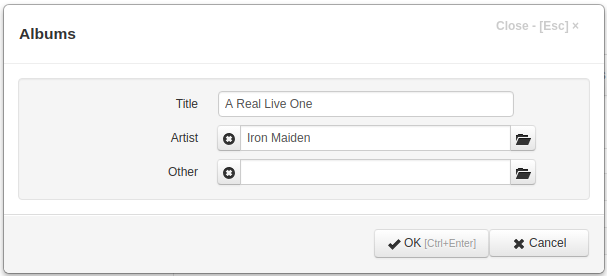 Albums
Close - [Esc] ×
Title A Real Live One
Artist Iron Maiden
Other
OK [Ctrl+Enter] Cancel